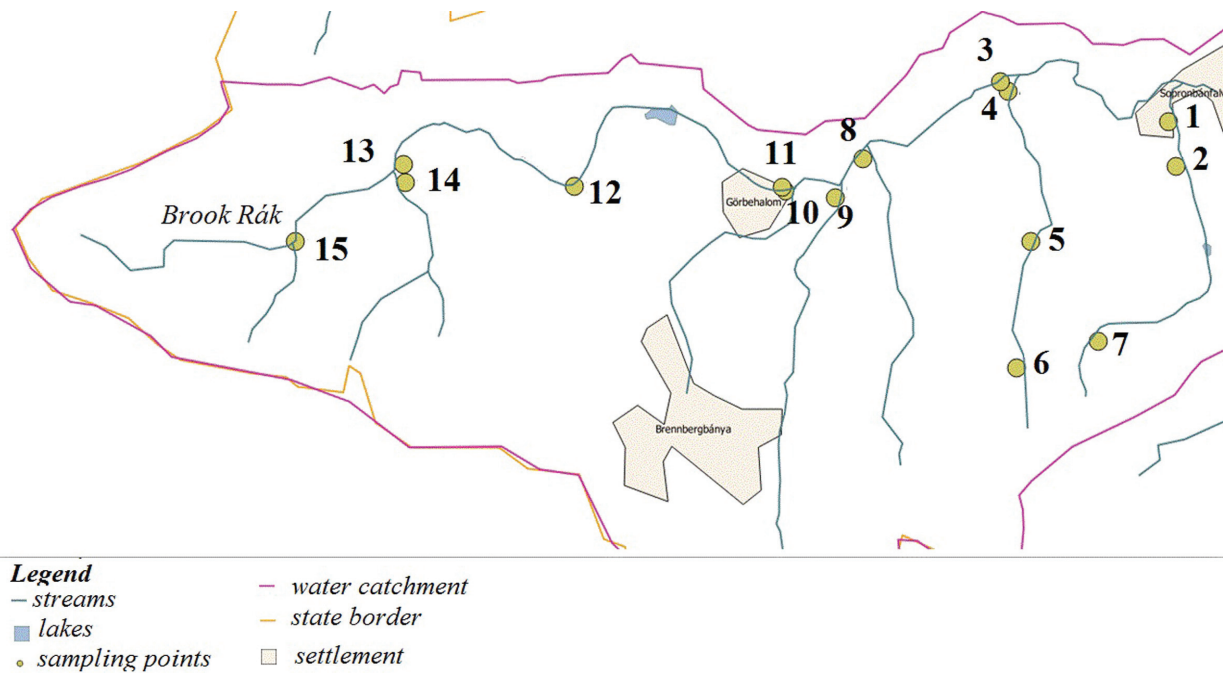 3
Sopronbánfalv
4
1
8
13
11
2
14
12
Görbehalom
10
9
Brook Rák
15
5
7
6
Brennbergbánya
Legend
streams
lakes
sampling points
water catchment
state border
settlement